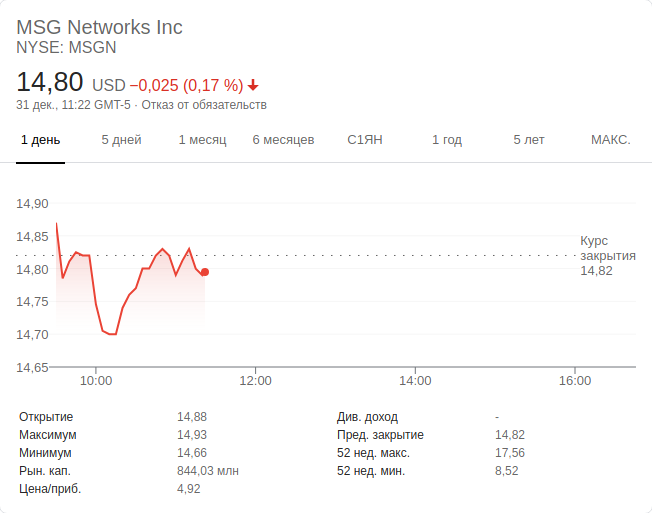 MSG Networks Inc
NYSE: MSGN
14,80 USD −0,025 (0,17 %)
31 дек., 11:22 GMT-5 · Отказ от обязательств
1 день 5 дней 1 месяц 6 месяцев С1ЯН 1 год 5 лет МАКС.
14,90
14,85
14,80
14,75
14,70
14,65
Курс
закрытия
14,82
10:00 12:00 14:00 16:00
Открытие 14,88 Див. доход -
Максимум 14,93 Пред. закрытие 14,82
Минимум 14,66 52 нед. макс. 17,56
Рын. кап. 844,03 млн 52 нед. мин. 8,52
Цена/приб. 4,92